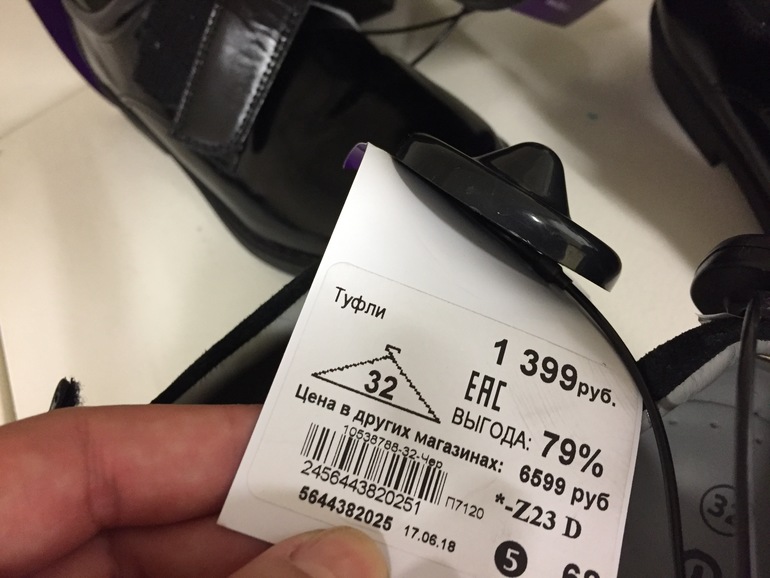 Туфли
1 399руб.
32
ЕАС
ВЫГОДА: 79%
Цена в других магазинах: 6599 руб
10538788-32-Чер
2456443820251
П7120
*-Z23 D
5644382025 17.06.18
5